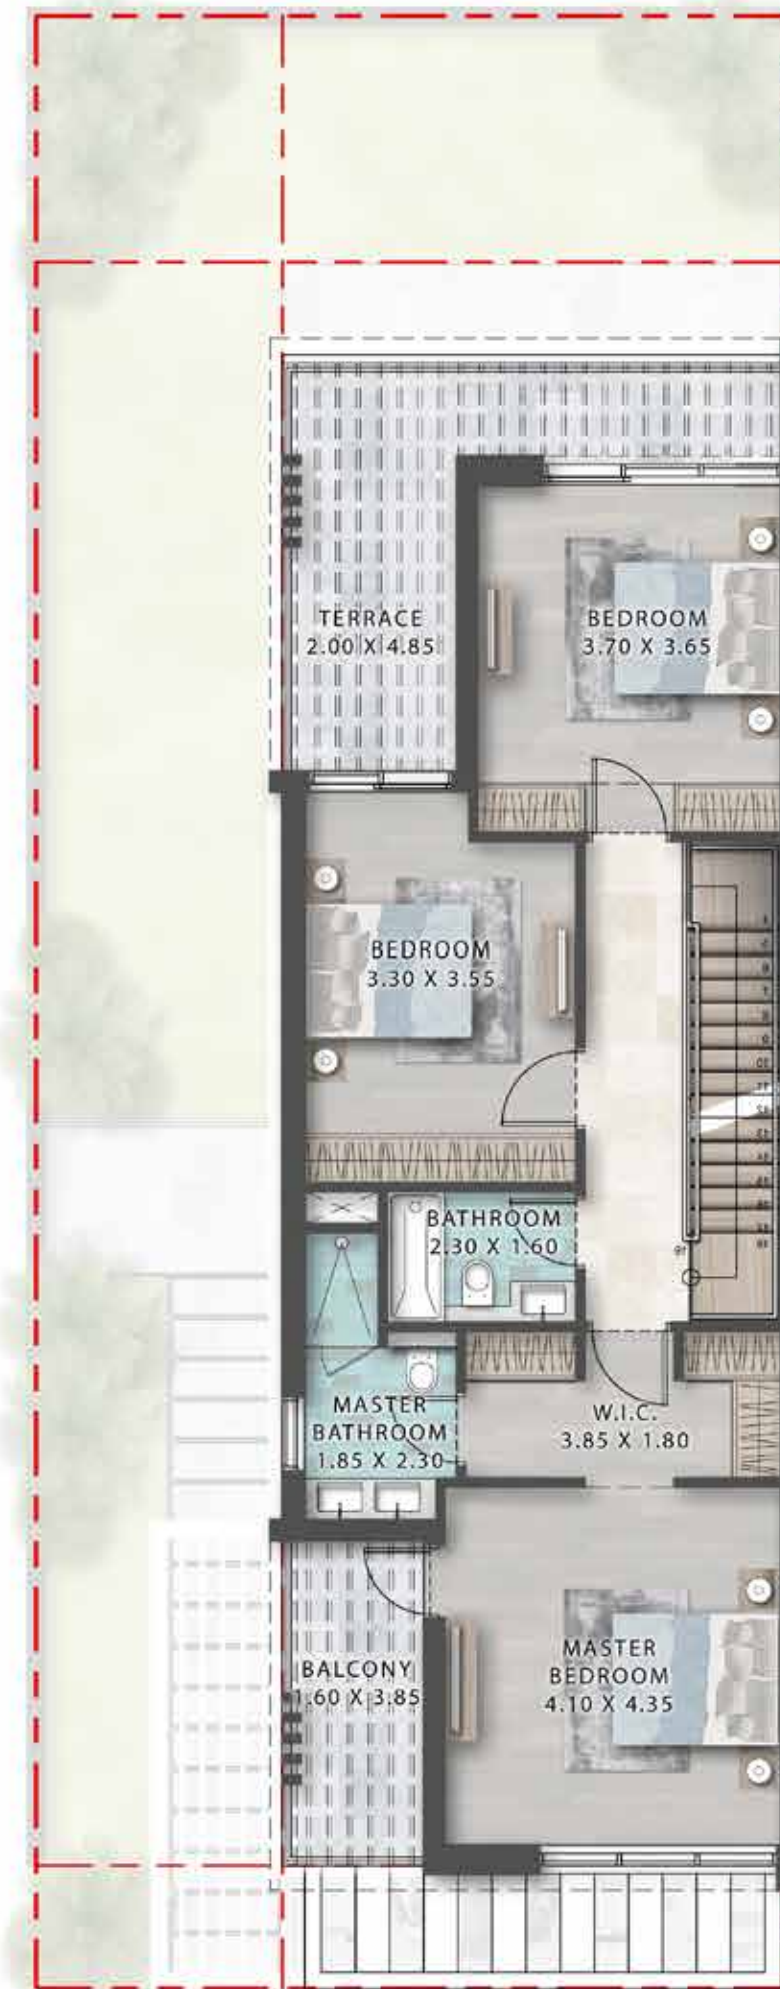 TERRACE
2.00 X 4.85
BEDROOM
3.70 X 3.65
BEDROOM
3.30 X 3.55
BATHROOM
2.30 X 1.60
MASTER
BATHROOM
1.85 X 2.30
W.I.C.
3.85 X 1.80
BALCONY
1.60 X 3.85
MASTER
BEDROOM
4.10 X 4.35